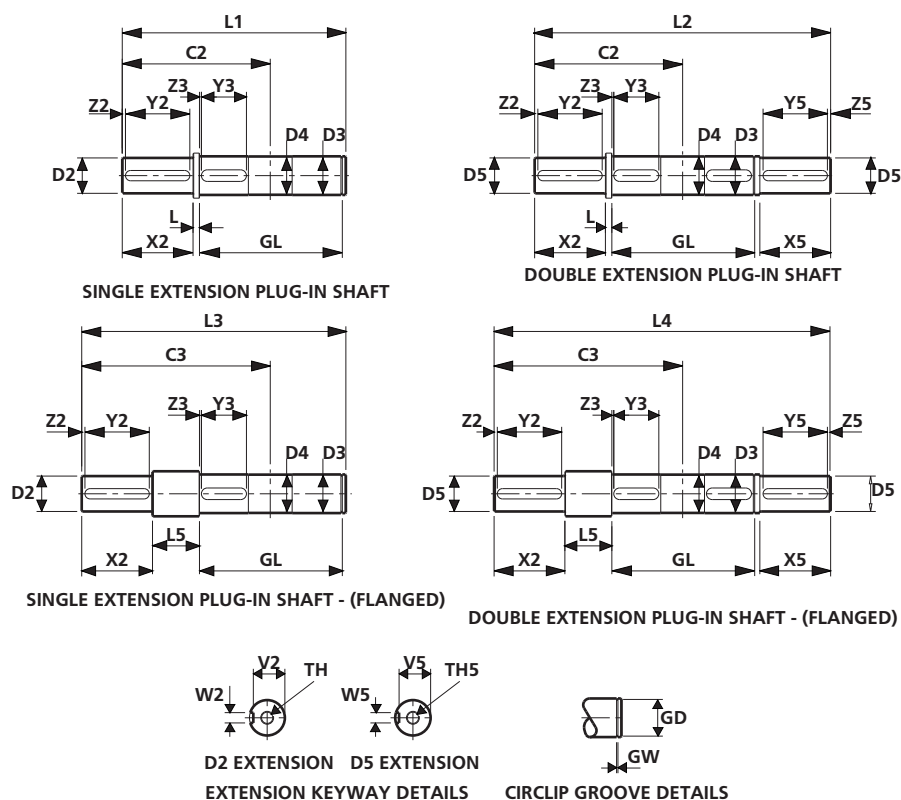 L1 L2
C2 C2
Z3 Y3 Z3 Y3
Z2 Y2 Z2 Y2 Y5 Z5
D4 D3 D4 D3
D2 D5 D5
L L
X2 GL X2 GL X5
SINGLE EXTENSION PLUG-IN SHAFT
DOUBLE EXTENSION PLUG-IN SHAFT
L3 L4
C3 C3
Z3 Y3 Z3 Y3
Z2 Y2 Z2 Y2 Y5 Z5
D4 D3 D4 D3
D2 D5 D5
L5 L5
X2 GL X2 GL X5
SINGLE EXTENSION PLUG-IN SHAFT - (FLANGED)
DOUBLE EXTENSION PLUG-IN SHAFT - (FLANGED)
V2 TH V5 TH5
W2 W5 GD
GW
D2 EXTENSION D5 EXTENSION
EXTENSION KEYWAY DETAILS CIRCLIP GROOVE DETAILS